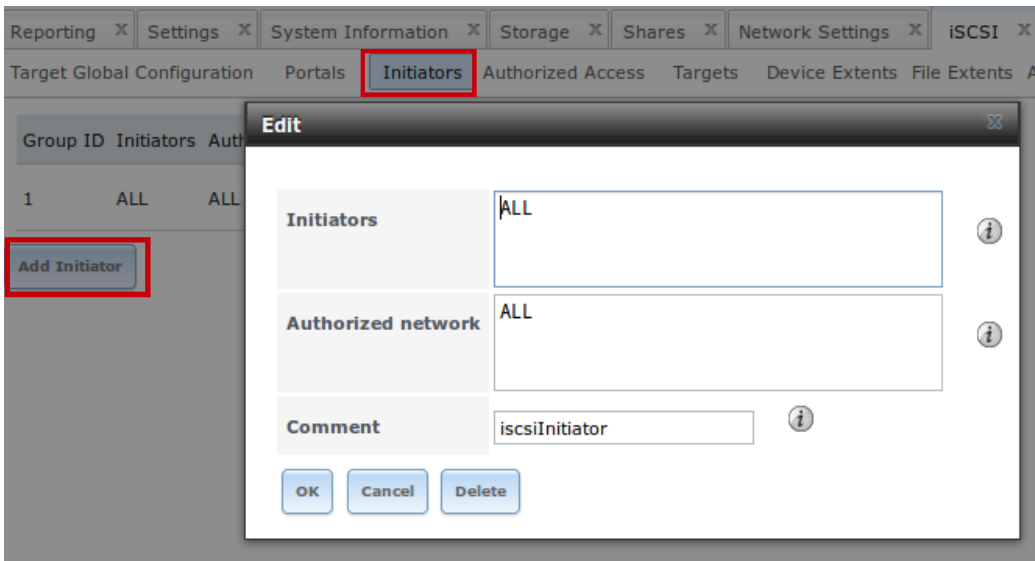 Reporting X Settings X System Information X Storage X Shares X Network Settings X iSCSI X
Target Global Configuration Portals Initiators Authorized Access Targets Device Extents File Extents A
Edit
Group ID Initiators Auth
1 ALL ALL
Add Initiator
Initiators ALL
Authorized network ALL
Comment iscsiInitiator
OK Cancel Delete